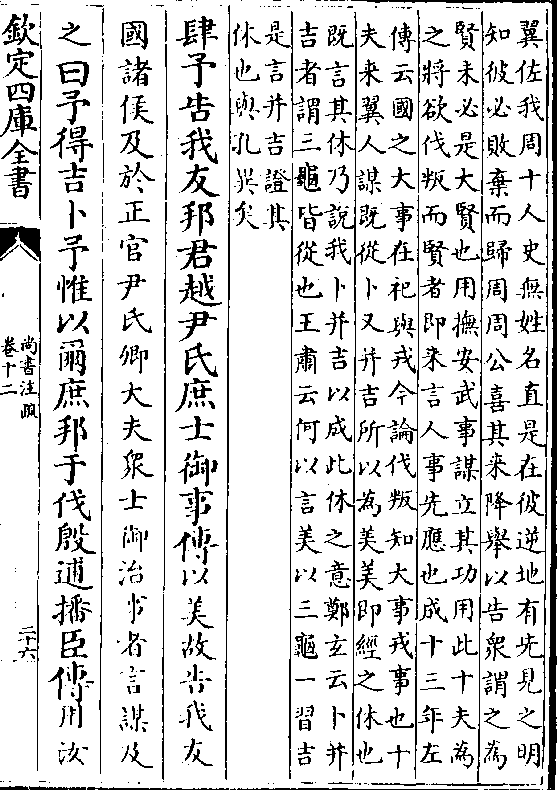 翼佐我周十人史無姓名直是在彼逆地有先見之明
知彼必敗棄而歸周周公喜其來降舉以告衆謂之為
賢未必是大賢也用撫安武事謀立其功用此十夫為
之將欲伐叛而賢者即來言人事先應也成十三年左
傳云國之大事在祀與戎今論伐叛知大事戎事也十
夫來翼人謀既從卜又并吉所以為美美即經之休也
既言其休乃說我卜并吉以成此休之意鄭玄云卜并
吉者謂三龜皆從也王肅云何以言美以三龜一習吉
是言并吉證其
休也與孔異矣
肆予告我友邦君越尹氏庶士御事傳以美故告我友
國諸侯及於正官尹氏卿大夫衆士御治事者言謀及
之曰予得吉卜予惟以爾庶邦于伐殷逋播臣傳用汝
欽定四庫全書
尚書注疏
卷十二
二十六